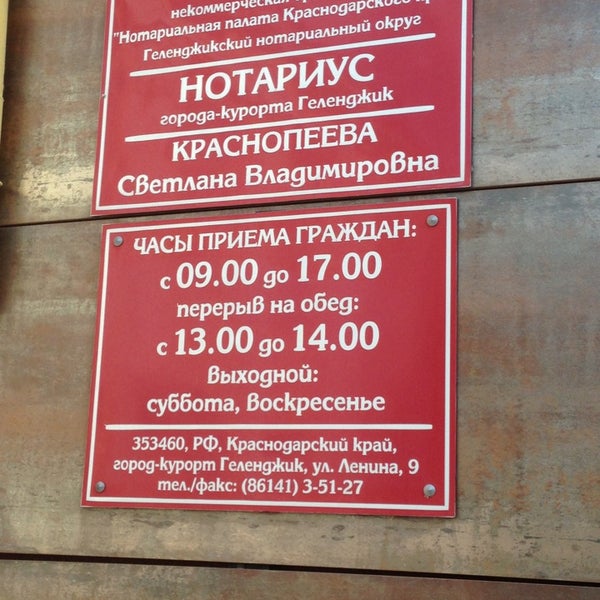 некоммерческая
"Нотариальная палата Краснодарского
Геленджикский нотариальный округ
НОТАРИУС
города-курорта Геленджик
КРАСНОПЕЕВА
Светлана Владимировна
ЧАСЫ ПРИЕМА ГРАЖДАН:
с 09.00 до 17.00
перерыв на обед:
с 13.00 до 14.00
выходной:
суббота, воскресенье
353460, РФ, Краснодарский край,
город-курорт Геленджик, ул. Ленина, 9
тел./факс: (86141) 3-51-27